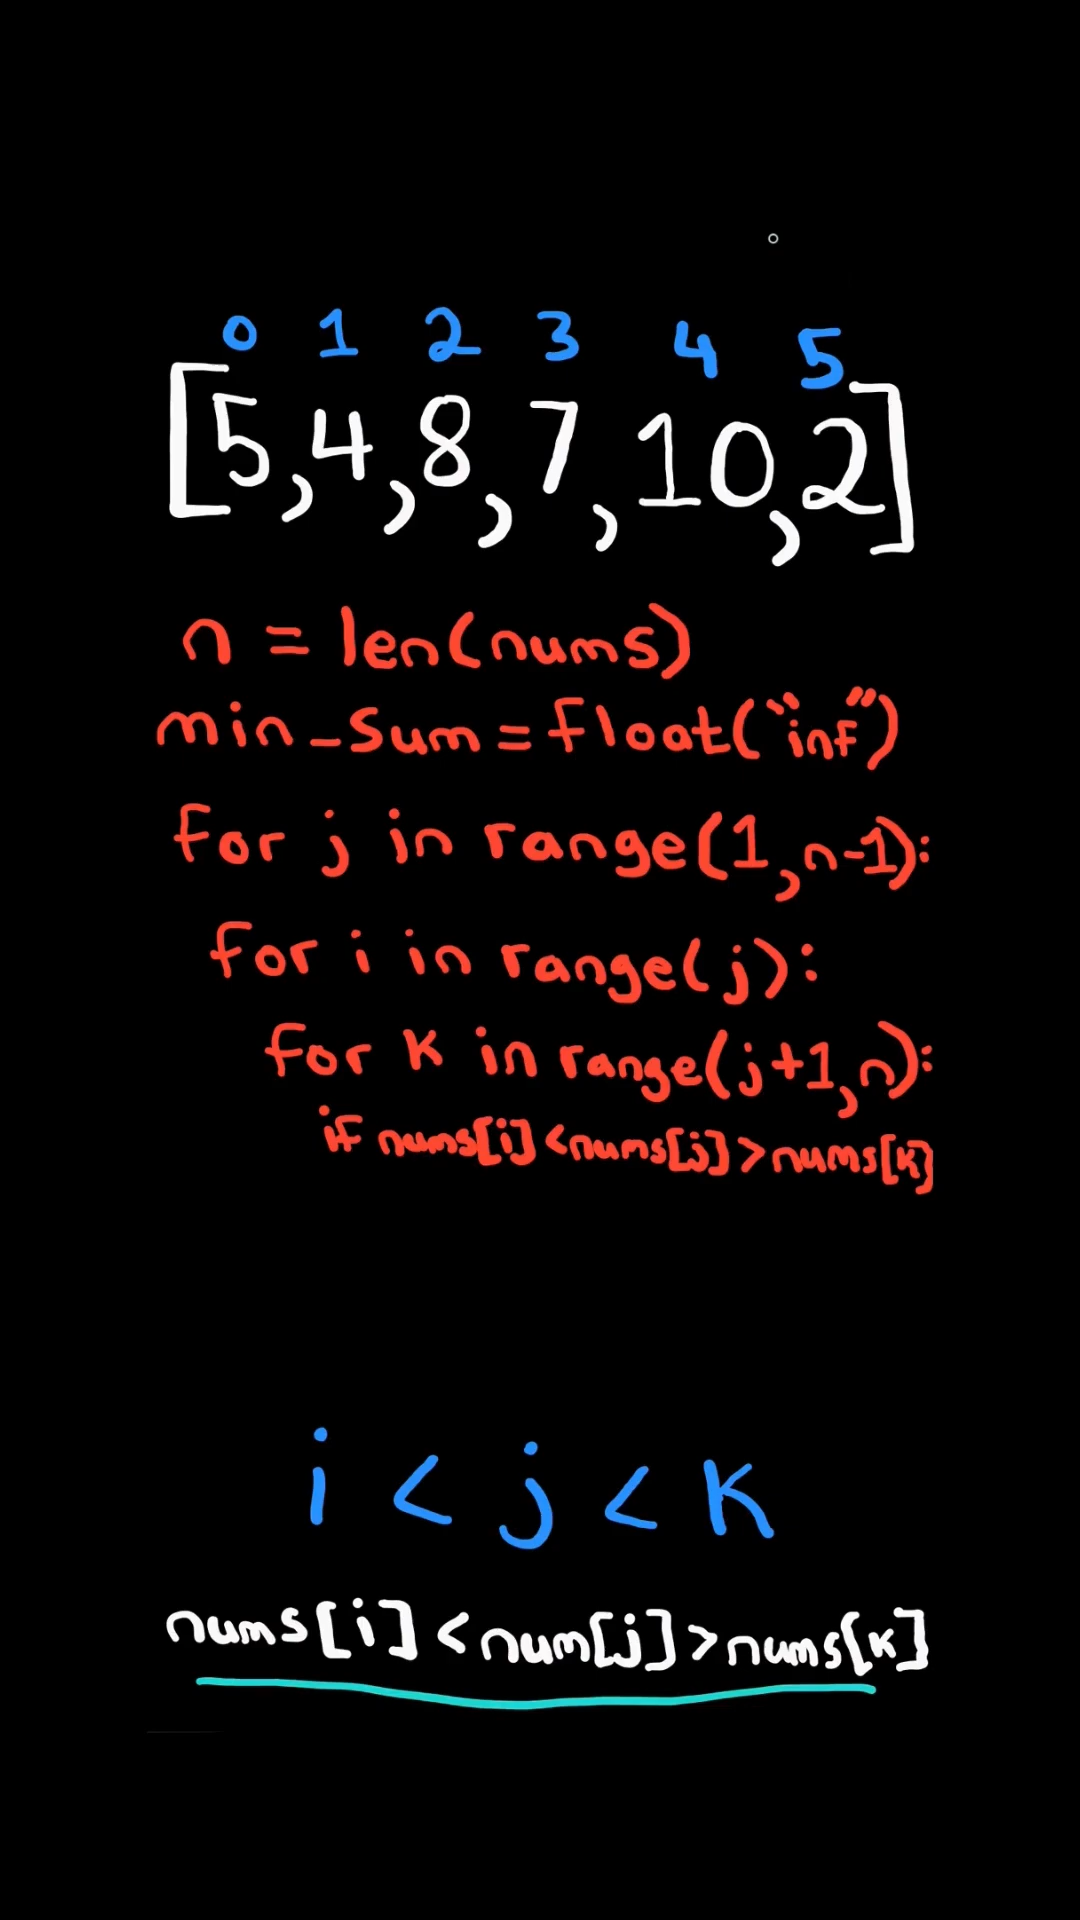 0 1 2 3 4 5
[5,4,8,7,10,2]
n = len(nums)
min_sum = float("inf")
for j in range(1,n-1):
for i in range(j):
for k in range(j+1,n):
if nums[i]<nums[j]>nums[k]
i < j < k
nums[i]<num[j]>nums[k]